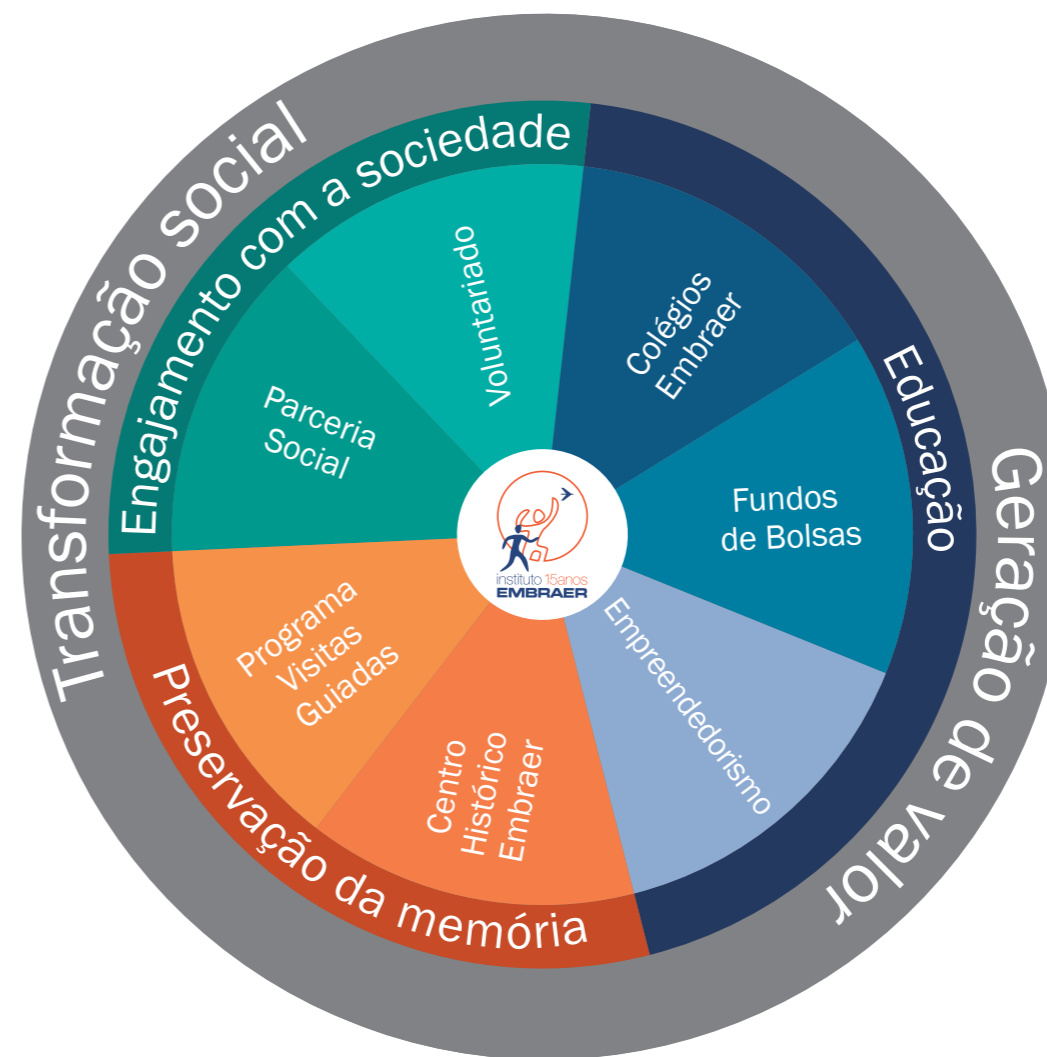 Transformação social
Geração de valor
Engajamento com a sociedade
Educação
Preservação da memória
Voluntariado
Colégios
Embraer
Parceria
Social
Fundos
de Bolsas
instituto 15anos
EMBRAER
Programa
Visitas
Guiadas
Centro
Histórico
Embraer
Empreendedorismo